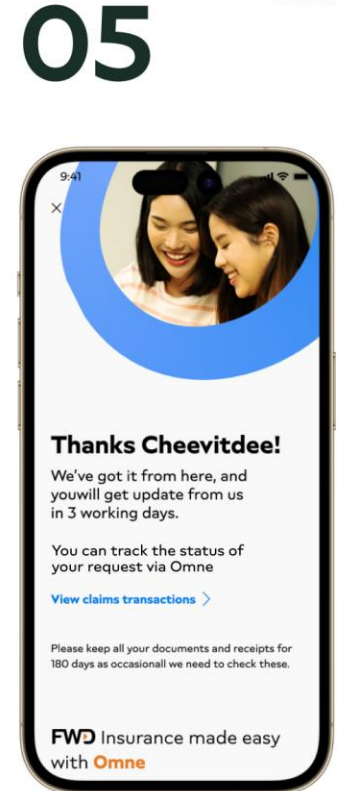 05
9:41
Thanks Cheevitdee!
We've got it from here, and
youwill get update from us
in 3 working days.
You can track the status of
your request via Omne
View claims transactions >
Please keep all your documents and receipts for
180 days as occasionall we need to check these.
FWD Insurance made easy
with Omne